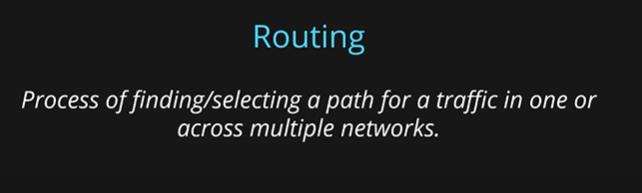 Routing
Process of finding/selecting a path for a traffic in one or
across multiple networks.